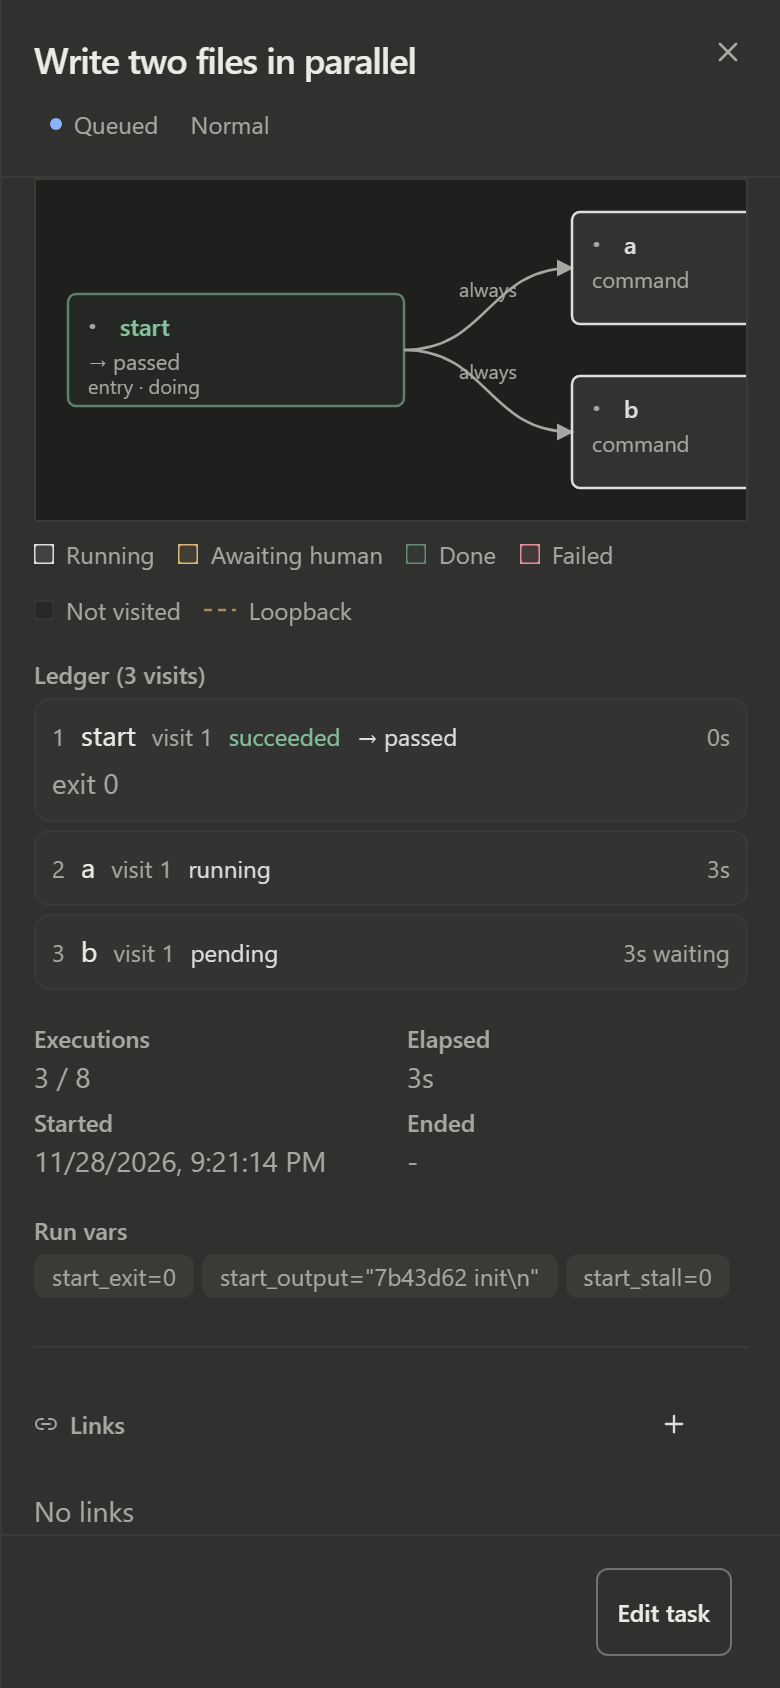 Write two files in parallel
Queued Normal
• a
command
always
• start
→ passed
entry · doing
always
• b
command
Running Awaiting human Done Failed
Not visited Loopback
Ledger (3 visits)
1 start visit 1 succeeded → passed 0s
exit 0
2 a visit 1 running 3s
3 b visit 1 pending 3s waiting
Executions Elapsed
3 / 8 3s
Started Ended
11/28/2026, 9:21:14 PM -
Run vars
start_exit=0 start_output="7b43d62 init\n" start_stall=0
Links +
No links
Edit task